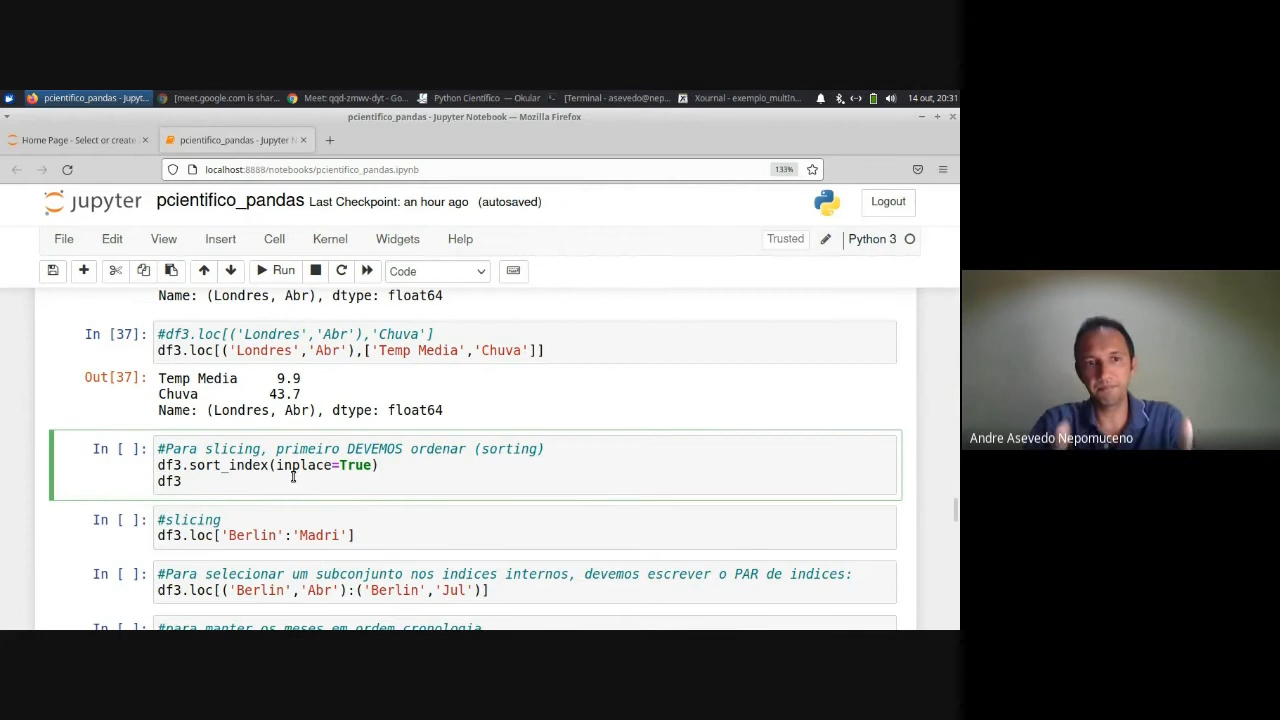 pcientifico_pandas - Jupyt...
[meet.google.com is shar...
Meet: qqd-zmwv-dyt - Go...
Python Científico — Okular
[Terminal - asevedo@nep...
Xournal - exemplo_multIn...
14 out, 20:31
pcientifico_pandas - Jupyter Notebook — Mozilla Firefox
Home Page - Select or create
pcientifico_pandas - Jupyter N
localhost:8888/notebooks/pcientifico_pandas.ipynb
133%
jupyter pcientifico_pandas Last Checkpoint: an hour ago (autosaved)
Logout
File Edit View Insert Cell Kernel Widgets Help
Trusted
Python 3
Run
Code
Name: (Londres, Abr), dtype: float64
In [37]: #df3.loc[('Londres','Abr'),'Chuva']
df3.loc[('Londres','Abr'),['Temp Media','Chuva']]
Out[37]: Temp Media 9.9
Chuva 43.7
Name: (Londres, Abr), dtype: float64
In [ ]: #Para slicing, primeiro DEVEMOS ordenar (sorting)
df3.sort_index(inplace=True)
df3
In [ ]: #slicing
df3.loc['Berlin':'Madri']
In [ ]: #Para selecionar um subconjunto nos indices internos, devemos escrever o PAR de indices:
df3.loc[('Berlin','Abr'):('Berlin','Jul')]
In [ ]: #para manter os meses em ordem cronologia
Andre Asevedo Nepomuceno